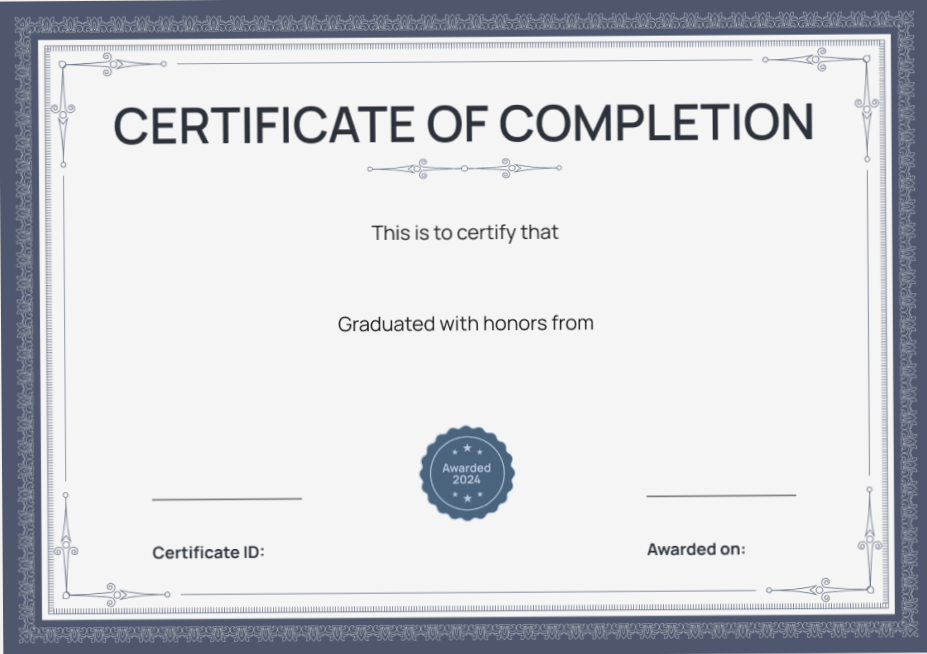 CERTIFICATE OF COMPLETION
This is to certify that
Graduated with honors from
Awarded
2024
Certificate ID:
Awarded on: